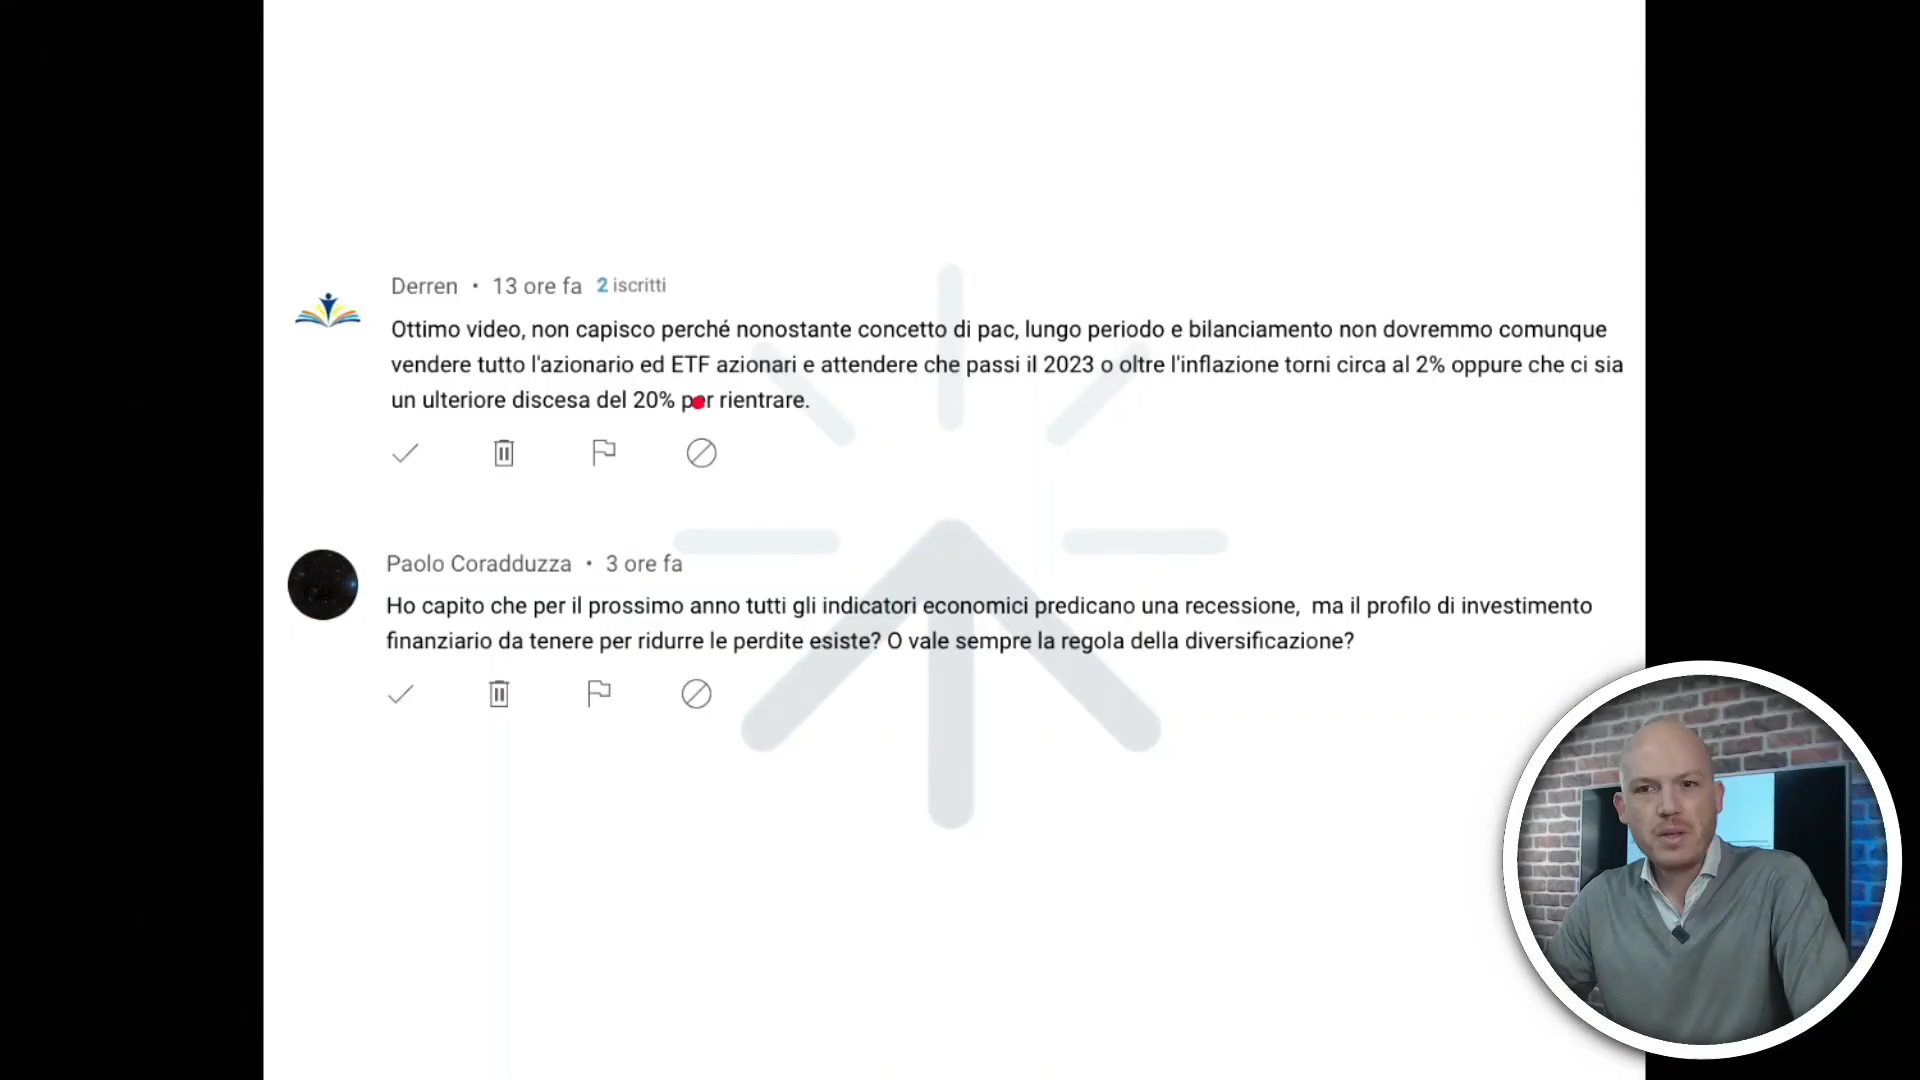 Derren • 13 ore fa 2 iscritti
Ottimo video, non capisco perché nonostante concetto di pac, lungo periodo e bilanciamento non dovremmo comunque
vendere tutto l'azionario ed ETF azionari e attendere che passi il 2023 o oltre l'inflazione torni circa al 2% oppure che ci sia
un ulteriore discesa del 20% per rientrare.
Paolo Coradduzza • 3 ore fa
Ho capito che per il prossimo anno tutti gli indicatori economici predicano una recessione, ma il profilo di investimento
finanziario da tenere per ridurre le perdite esiste? O vale sempre la regola della diversificazione?